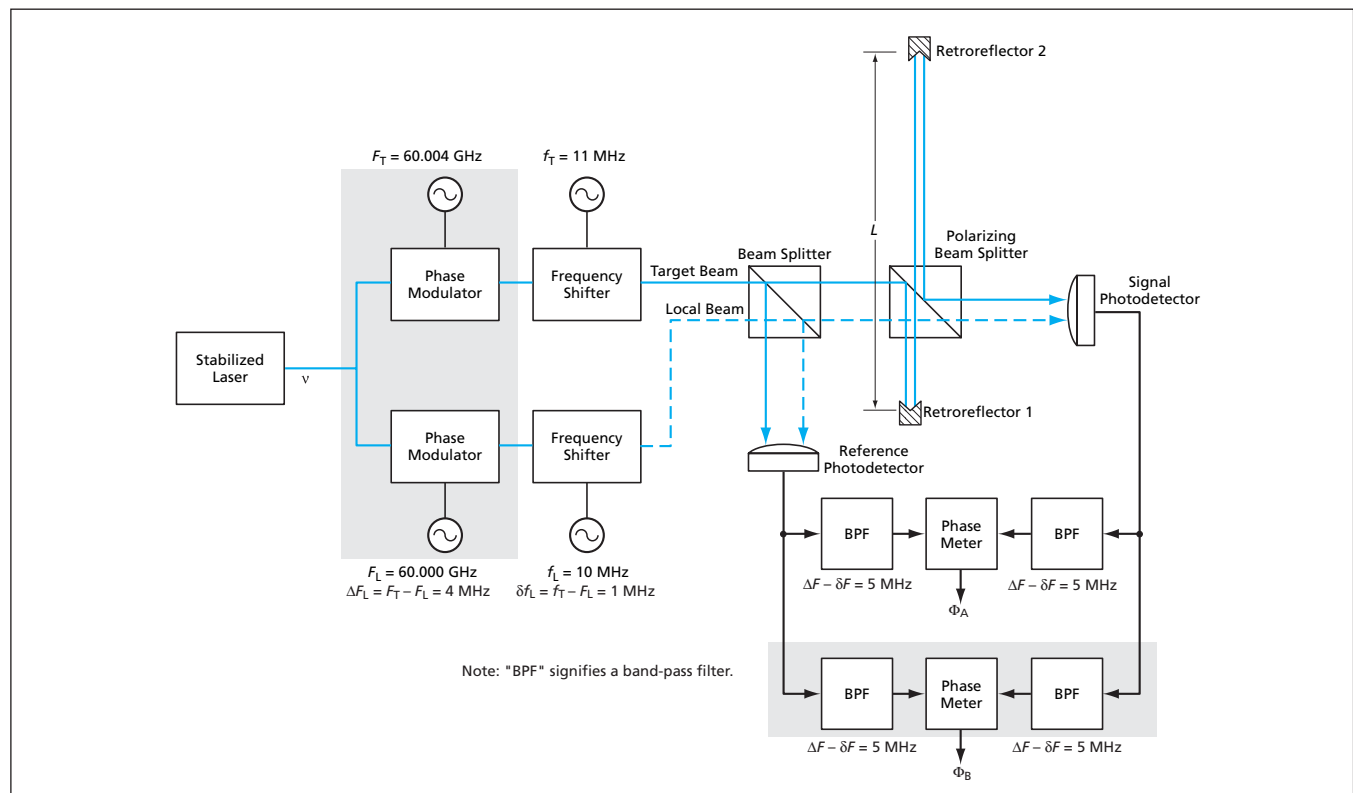 Retroreflector 2
F_T = 60.004 GHz
f_T = 11 MHz
L
Phase
Modulator
Frequency
Shifter
Target Beam
Beam Splitter
Polarizing
Beam Splitter
Signal
Photodetector
Local Beam
Stabilized
Laser
ν
Phase
Modulator
Frequency
Shifter
Retroreflector 1
Reference
Photodetector
F_L = 60.000 GHz
ΔF_L = F_T – F_L = 4 MHz
f_L = 10 MHz
δf_L = f_T – F_L = 1 MHz
BPF
Phase
Meter
BPF
ΔF – δF = 5 MHz
ΔF – δF = 5 MHz
Φ_A
Note: "BPF" signifies a band-pass filter.
BPF
Phase
Meter
BPF
ΔF – δF = 5 MHz
ΔF – δF = 5 MHz
Φ_B